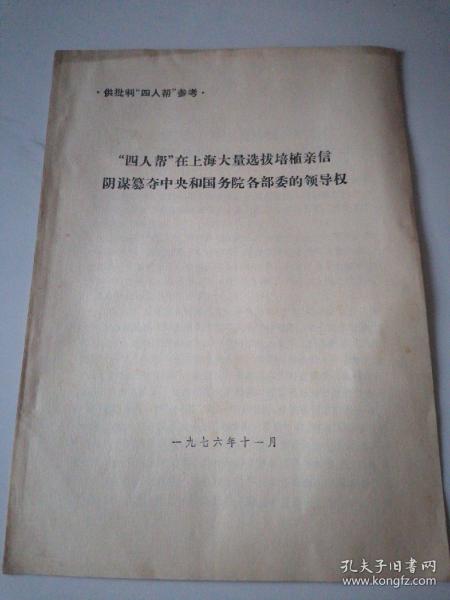 ·供批判“四人帮”参考·
“四人帮”在上海大量选拔培植亲信
阴谋篡夺中央和国务院各部委的领导权
一九七六年十一月
孔夫子旧书网
www.kongfz.com